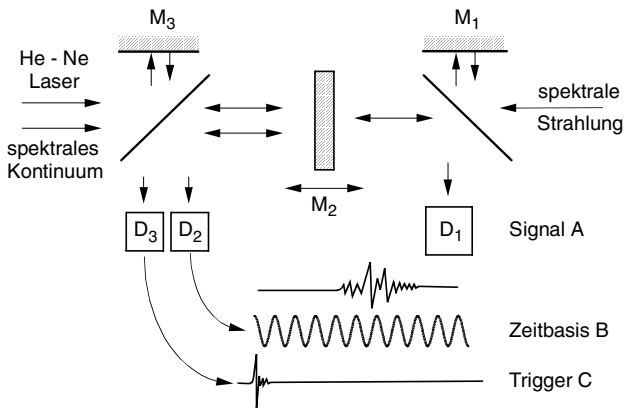 M3
M1
He - Ne
Laser
spektrales
Kontinuum
spektrale
Strahlung
M2
D3
D2
D1
Signal A
Zeitbasis B
Trigger C